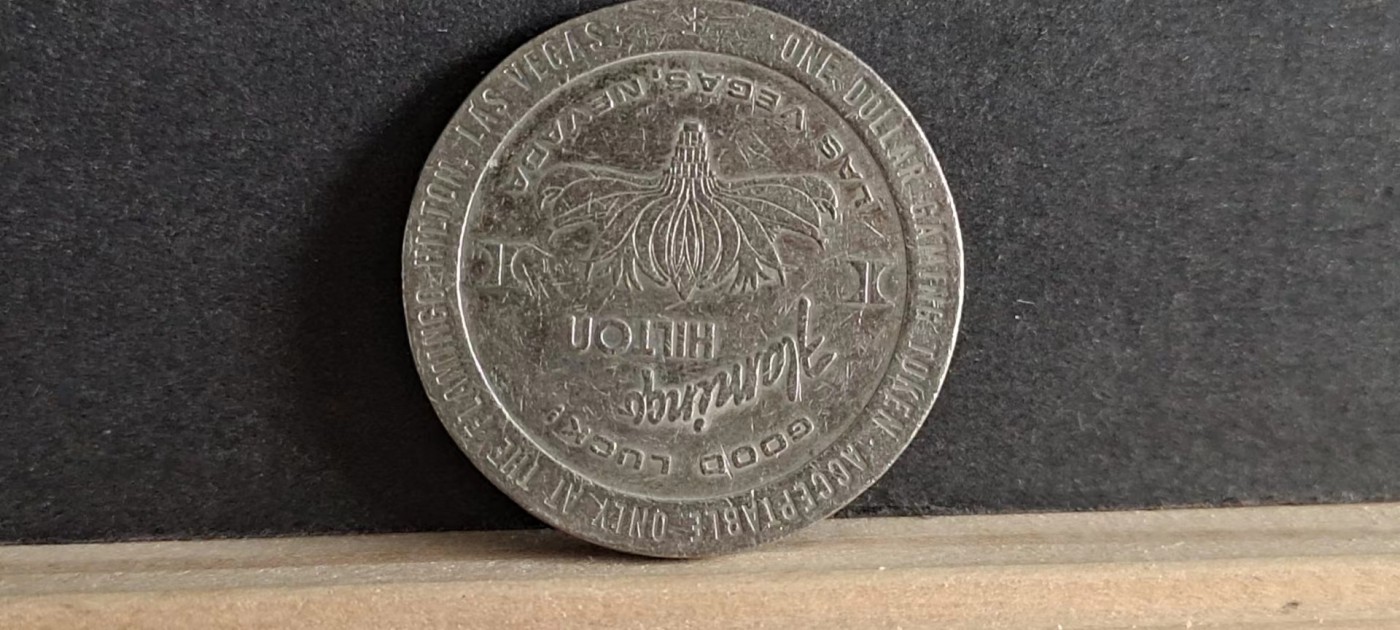 GOOD LUCK!
Flamingo
HILTON
LAS VEGAS, NEVADA
·ONE DOLLAR GAMING TOKEN·ACCEPTABLE ONLY AT THE FLAMINGO HILTON, LAS VEGAS·